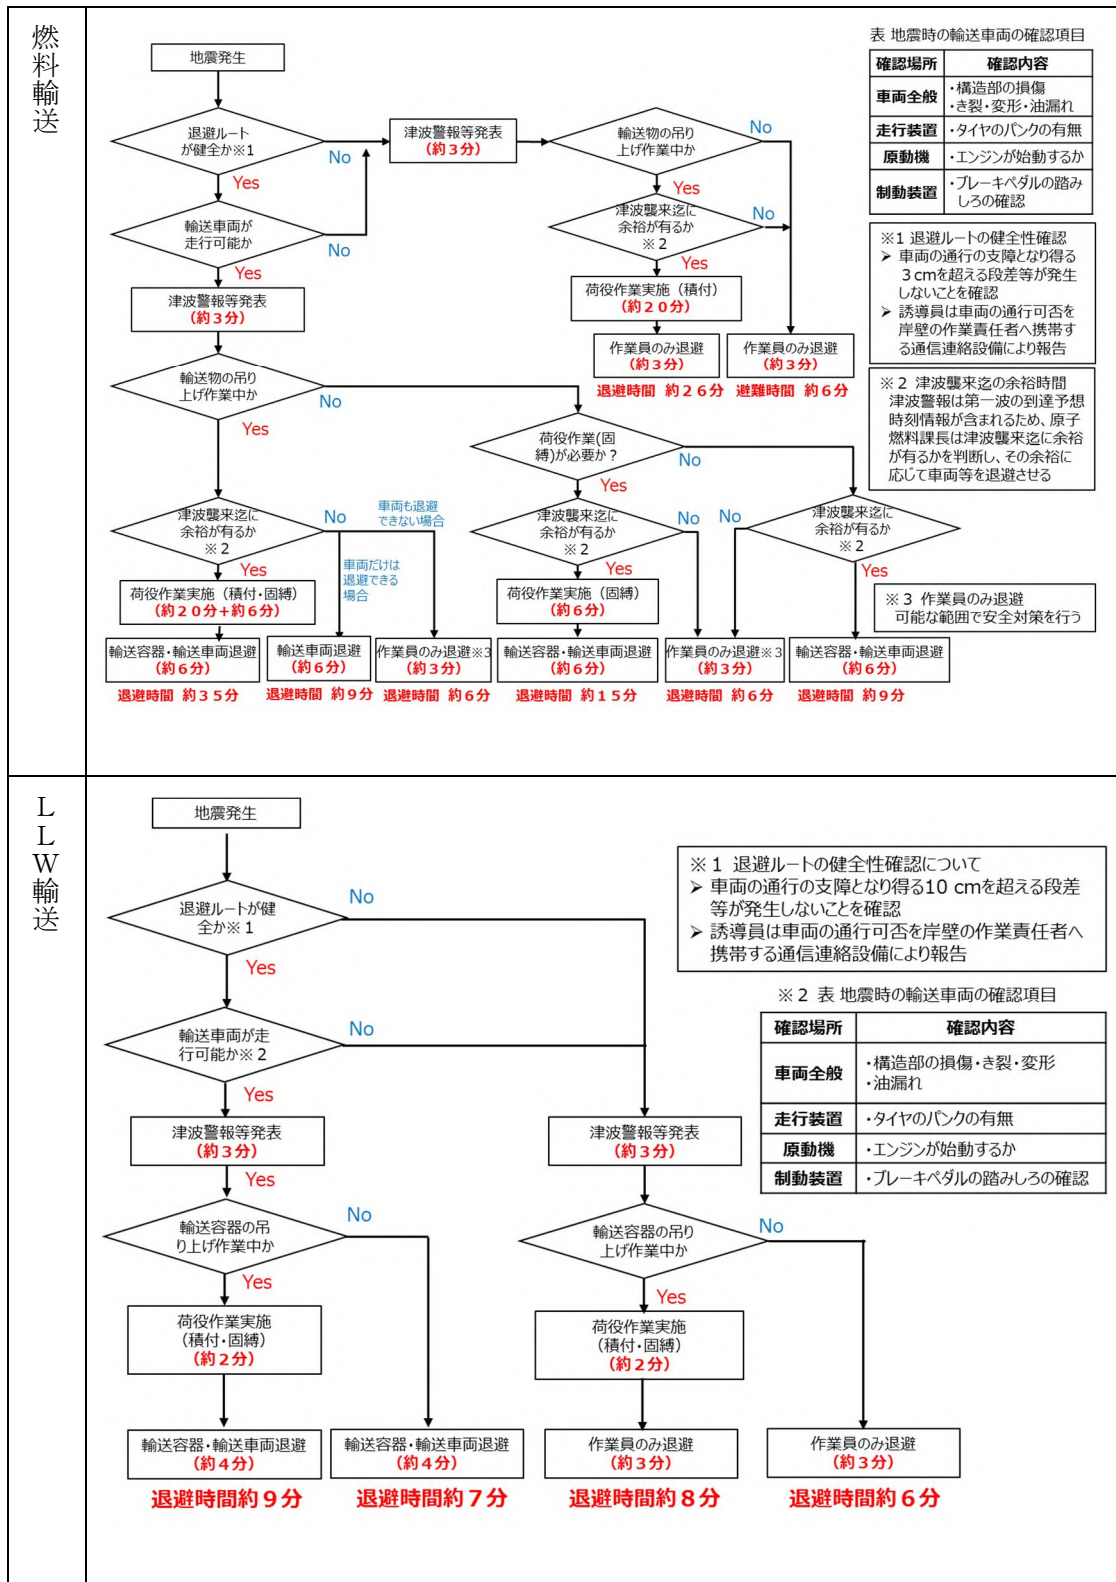 燃料輸送
地震発生
退避ルート
が健全か※1
No
Yes
輸送車両が
走行可能か
No
Yes
津波警報等発表
(約3分)
津波警報等発表
(約3分)
輸送物の吊り
上げ作業中か
No
Yes
津波襲来迄に
余裕が有るか
※2
No
Yes
荷役作業実施(積付)
(約20分)
作業員のみ退避
(約3分)
退避時間 約26分
作業員のみ退避
(約3分)
避難時間 約6分
輸送物の吊り
上げ作業中か
Yes
荷役作業(固
縛)が必要か?
No
Yes
津波襲来迄に
余裕が有るか
※2
No
車両も退避
できない場合
車両だけは
退避できる
場合
Yes
津波襲来迄に
余裕が有るか
※2
No
Yes
No
津波襲来迄に
余裕が有るか
※2
Yes
荷役作業実施(積付・固縛)
(約20分+約6分)
荷役作業実施(固縛)
(約6分)
輸送容器・輸送車両退避
(約6分)
退避時間 約35分
輸送車両退避
(約6分)
退避時間 約9分
作業員のみ退避※3
(約3分)
退避時間 約6分
輸送容器・輸送車両退避
(約6分)
退避時間 約15分
作業員のみ退避※3
(約3分)
退避時間 約6分
輸送容器・輸送車両退避
(約6分)
退避時間 約9分
表 地震時の輸送車両の確認項目
確認場所 確認内容
車両全般 ・構造部の損傷
・き裂・変形・油漏れ
走行装置 ・タイヤのパンクの有無
原動機 ・エンジンが始動するか
制動装置 ・ブレーキペダルの踏み
しろの確認
※1 退避ルートの健全性確認
➢ 車両の通行の支障となり得る
3cmを超える段差等が発生
しないことを確認
➢ 誘導員は車両の通行可否を
岸壁の作業責任者へ携帯す
る通信連絡設備により報告
※2 津波襲来迄の余裕時間
津波警報は第一波の到達予想
時刻情報が含まれるため、原子
燃料課長は津波襲来迄に余裕
が有るかを判断し、その余裕に
応じて車両等を退避させる
※3 作業員のみ退避
可能な範囲で安全対策を行う
LLW輸送
地震発生
退避ルートが健
全か※1
No
Yes
輸送車両が走
行可能か※2
No
Yes
津波警報等発表
(約3分)
Yes
輸送容器の吊
り上げ作業中か
No
Yes
荷役作業実施
(積付・固縛)
(約2分)
輸送容器・輸送車両退避
(約4分)
退避時間約9分
輸送容器・輸送車両退避
(約4分)
退避時間約7分
津波警報等発表
(約3分)
輸送容器の吊り
上げ作業中か
No
Yes
荷役作業実施
(積付・固縛)
(約2分)
作業員のみ退避
(約3分)
退避時間約8分
作業員のみ退避
(約3分)
退避時間約6分
※1 退避ルートの健全性確認について
➢ 車両の通行の支障となり得る10 cmを超える段差
等が発生しないことを確認
➢ 誘導員は車両の通行可否を岸壁の作業責任者へ
携帯する通信連絡設備により報告
※2 表 地震時の輸送車両の確認項目
確認場所 確認内容
車両全般 ・構造部の損傷・き裂・変形
・油漏れ
走行装置 ・タイヤのパンクの有無
原動機 ・エンジンが始動するか
制動装置 ・ブレーキペダルの踏みしろの確認